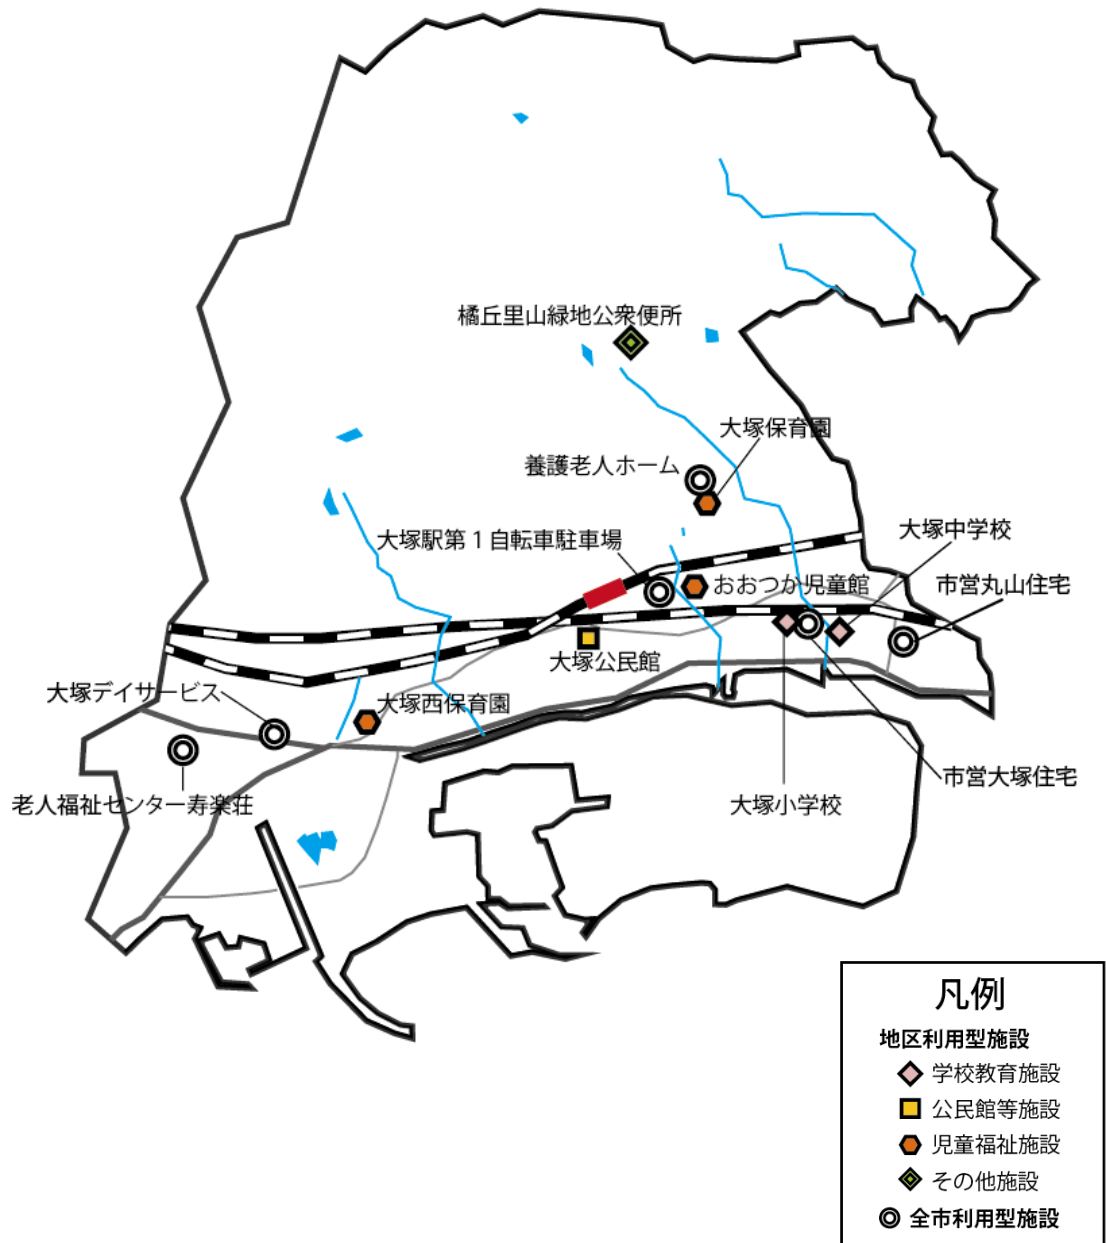 橘丘里山緑地公衆便所
大塚保育園
養護老人ホーム
大塚中学校
大塚駅第1自転車駐車場
おおつか児童館
市営丸山住宅
大塚公民館
大塚デイサービス
大塚西保育園
市営大塚住宅
老人福祉センター寿楽荘
大塚小学校
凡例
地区利用型施設
学校教育施設
公民館等施設
児童福祉施設
その他施設
全市利用型施設